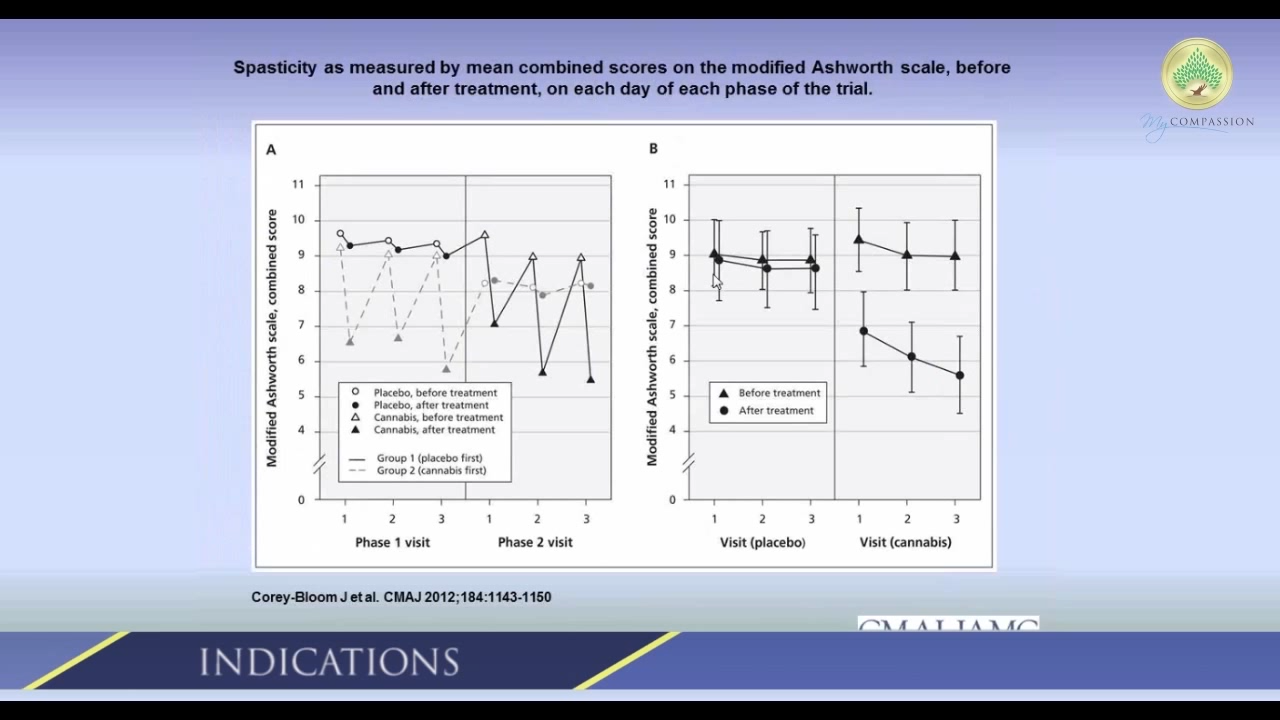 Spasticity as measured by mean combined scores on the modified Ashworth scale, before
and after treatment, on each day of each phase of the trial.
My COMPASSION
A
Modified Ashworth scale, combined score
11
10
9
8
7
6
5
4
0
Placebo, before treatment
Placebo, after treatment
Cannabis, before treatment
Cannabis, after treatment
Group 1 (placebo first)
Group 2 (cannabis first)
1 2 3 1 2 3
Phase 1 visit Phase 2 visit
B
Modified Ashworth scale, combined score
11
10
9
8
7
6
5
4
0
Before treatment
After treatment
1 2 3 1 2 3
Visit (placebo) Visit (cannabis)
Corey-Bloom J et al. CMAJ 2012;184:1143-1150
INDICATIONS